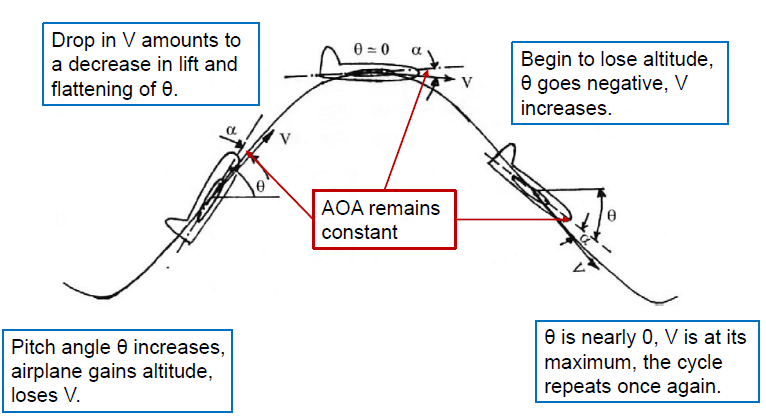 Drop in V amounts to
a decrease in lift and
flattening of θ.
θ = 0
α
V
Begin to lose altitude,
θ goes negative, V
increases.
α
V
θ
AOA remains
constant
θ
α
V
Pitch angle θ increases,
airplane gains altitude,
loses V.
θ is nearly 0, V is at its
maximum, the cycle
repeats once again.